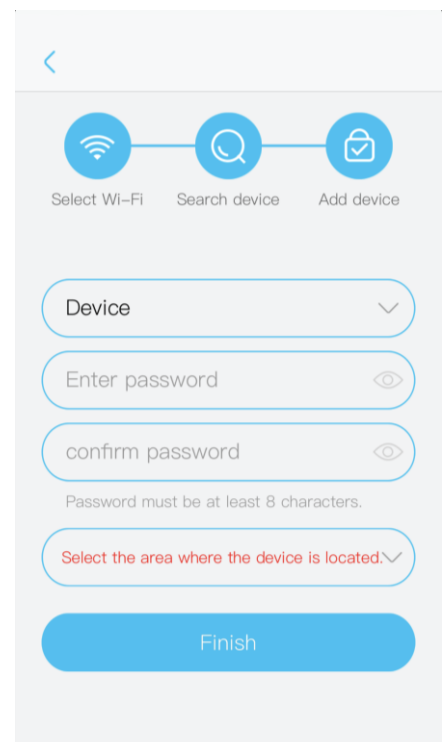 Select Wi-Fi Search device Add device
Device
Enter password
confirm password
Password must be at least 8 characters.
Select the area where the device is located.
Finish